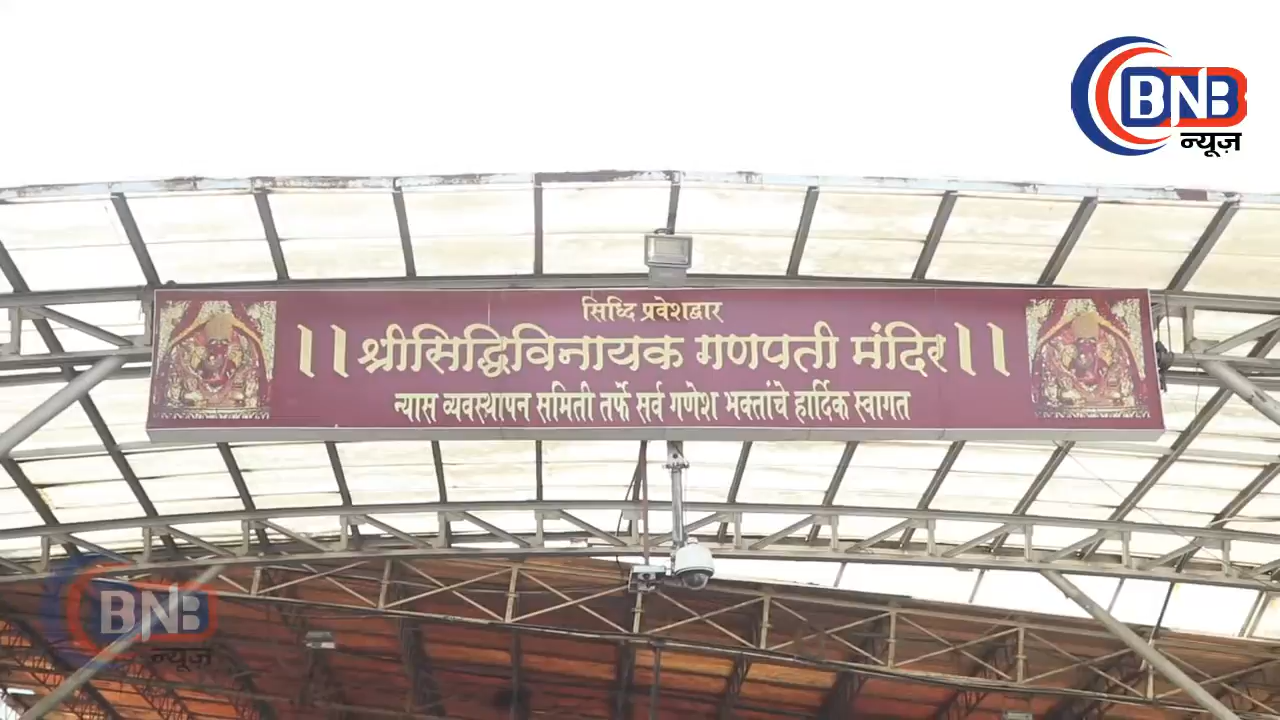 BNB
न्यूज़
सिध्दि प्रवेशद्वार
।।श्रीसिद्धिविनायक गणपती मंदिर।।
न्यास व्यवस्थापन समिती तर्फे सर्व गणेश भक्तांचे हार्दिक स्वागत
BNB
न्यूज़